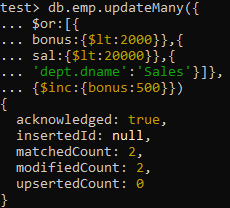 test> db.emp.updateMany({
... $or:[{
... bonus:{$lt:2000}},{
... sal:{$lt:20000}},{
... 'dept.dname':'Sales'}]},
... {$inc:{bonus:500}})
{
  acknowledged: true,
  insertedId: null,
  matchedCount: 2,
  modifiedCount: 2,
  upsertedCount: 0
}